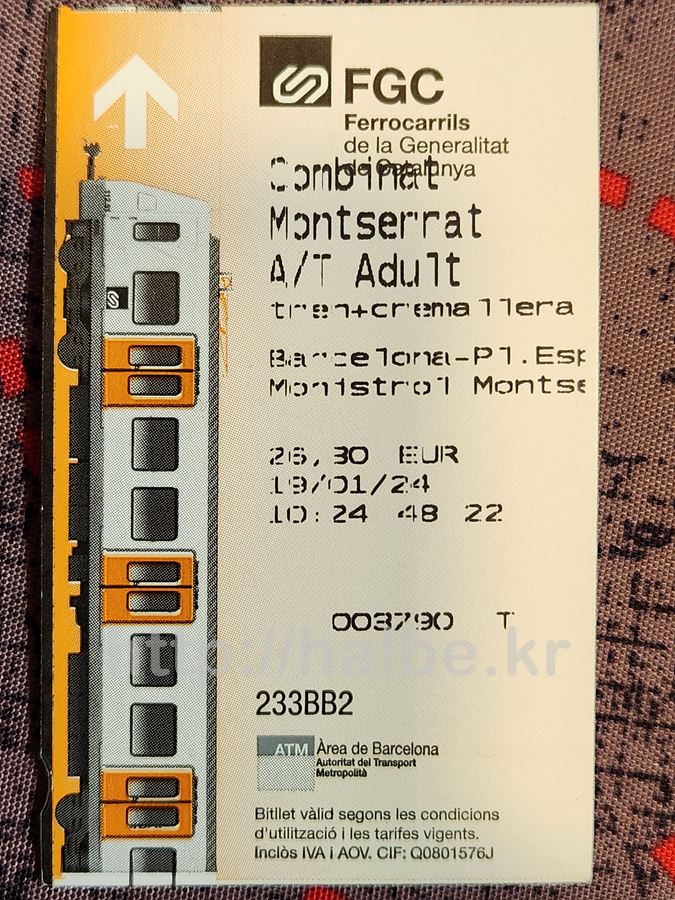 FGC
Ferrocarrils
de la Generalitat
de Catalunya
Combinat
Montserrat
A/T Adult
tren+cremallera
Barcelona-Pl.Esp
Monistrol Montse
26,30 EUR
19/01/24
10:24 48 22
003790 T
http://halbe.kr
233BB2
ATM Àrea de Barcelona
Autoritat del Transport
Metropolità
Bitllet vàlid segons les condicions
d'utilització i les tarifes vigents.
Inclòs IVA i AOV. CIF: Q0801576J